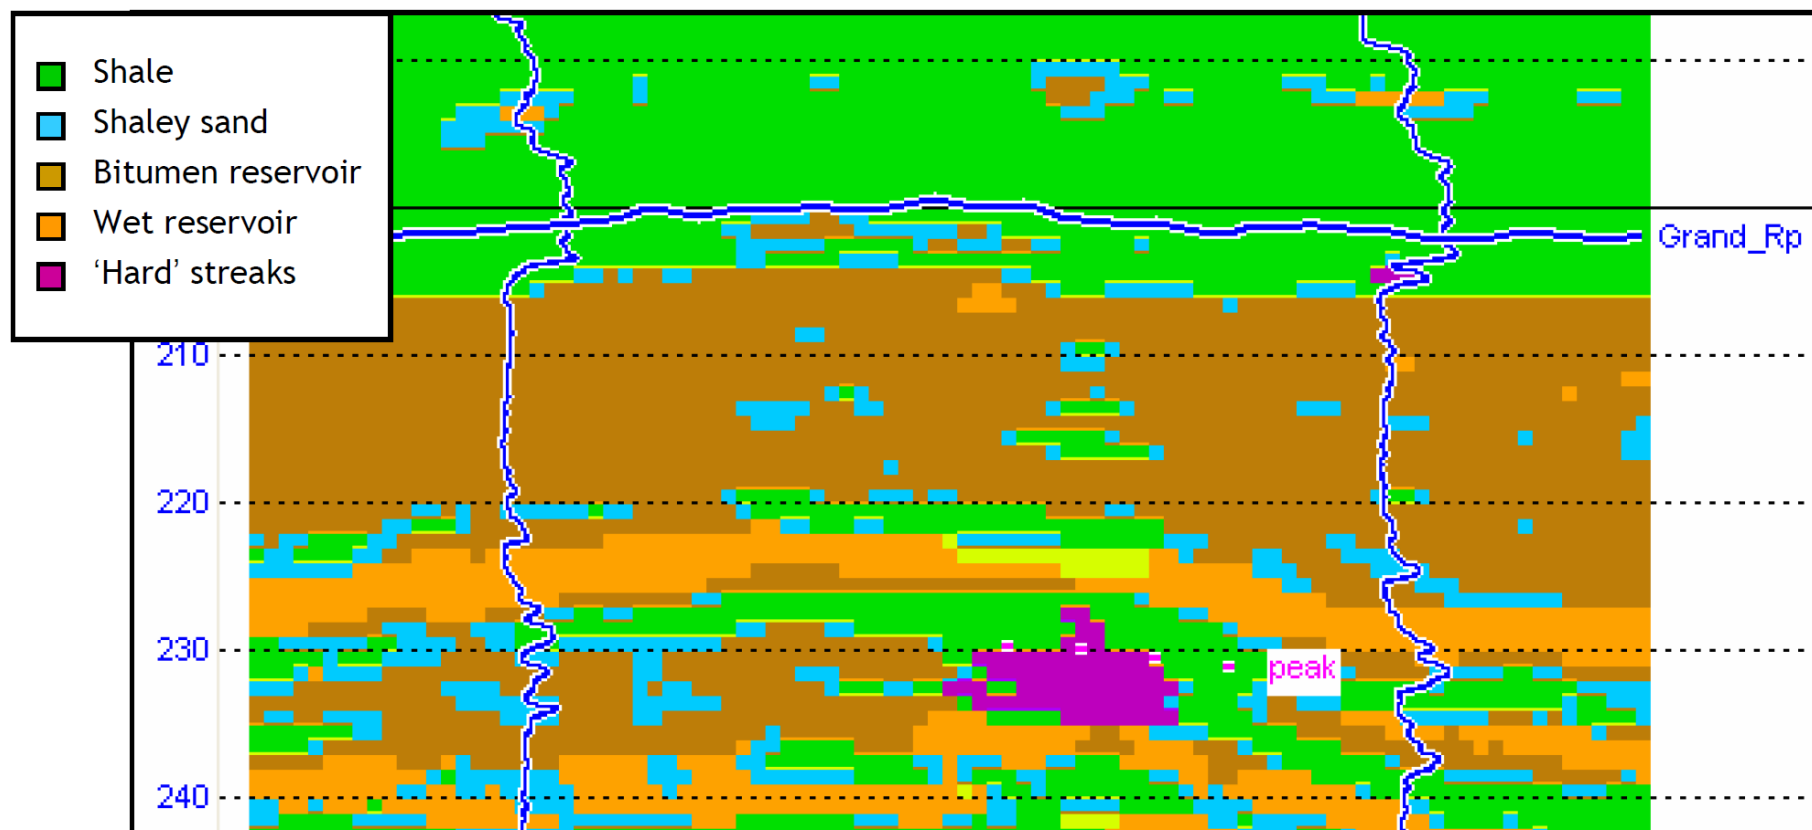 Shale
Shaley sand
Bitumen reservoir
Wet reservoir
‘Hard’ streaks
Grand_Rp
210
220
230
peak
240